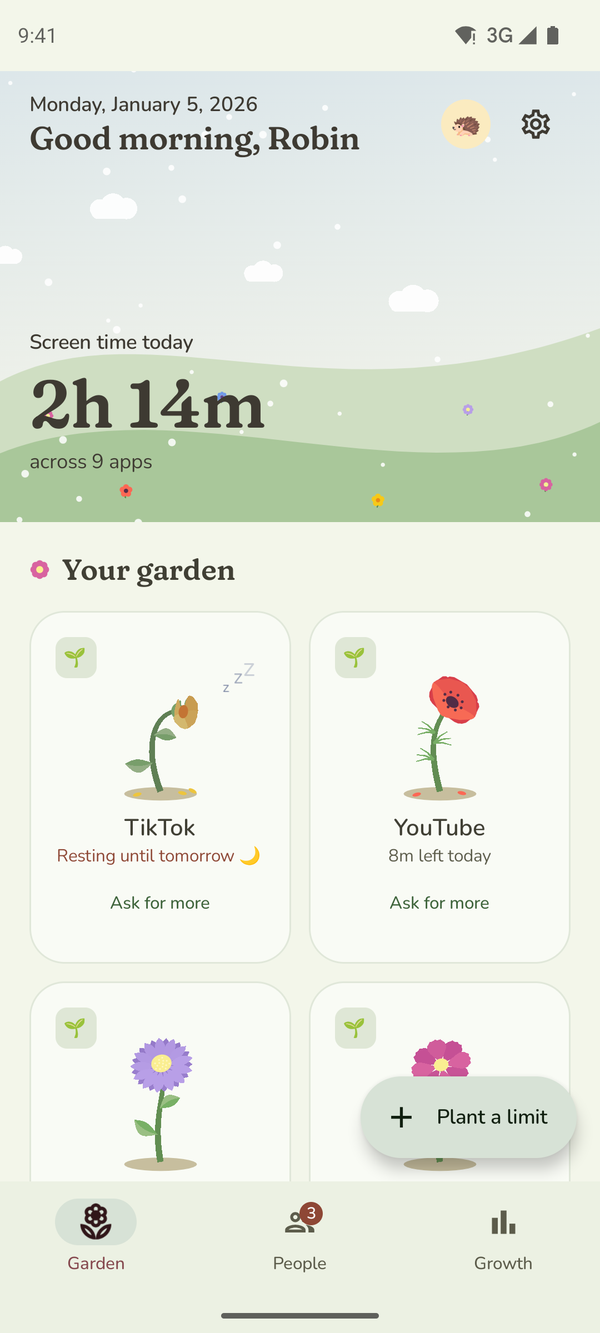 9:41
3G
Monday, January 5, 2026
Good morning, Robin
Screen time today
2h 14m
across 9 apps
Your garden
z z Z
TikTok
Resting until tomorrow 🌙
Ask for more
YouTube
8m left today
Ask for more
Plant a limit
Garden
3
People
Growth